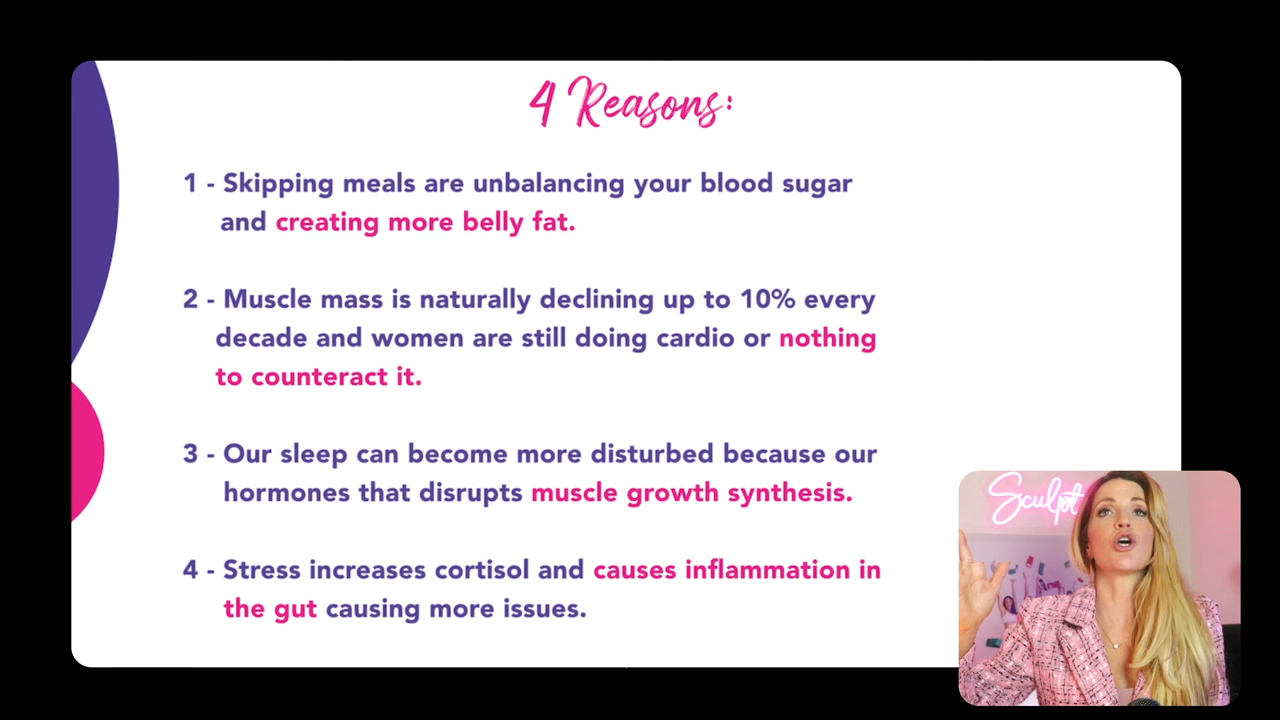 4 Reasons:
1 - Skipping meals are unbalancing your blood sugar
and creating more belly fat.
2 - Muscle mass is naturally declining up to 10% every
decade and women are still doing cardio or nothing
to counteract it.
3 - Our sleep can become more disturbed because our
hormones that disrupts muscle growth synthesis.
4 - Stress increases cortisol and causes inflammation in
the gut causing more issues.
Sculpt